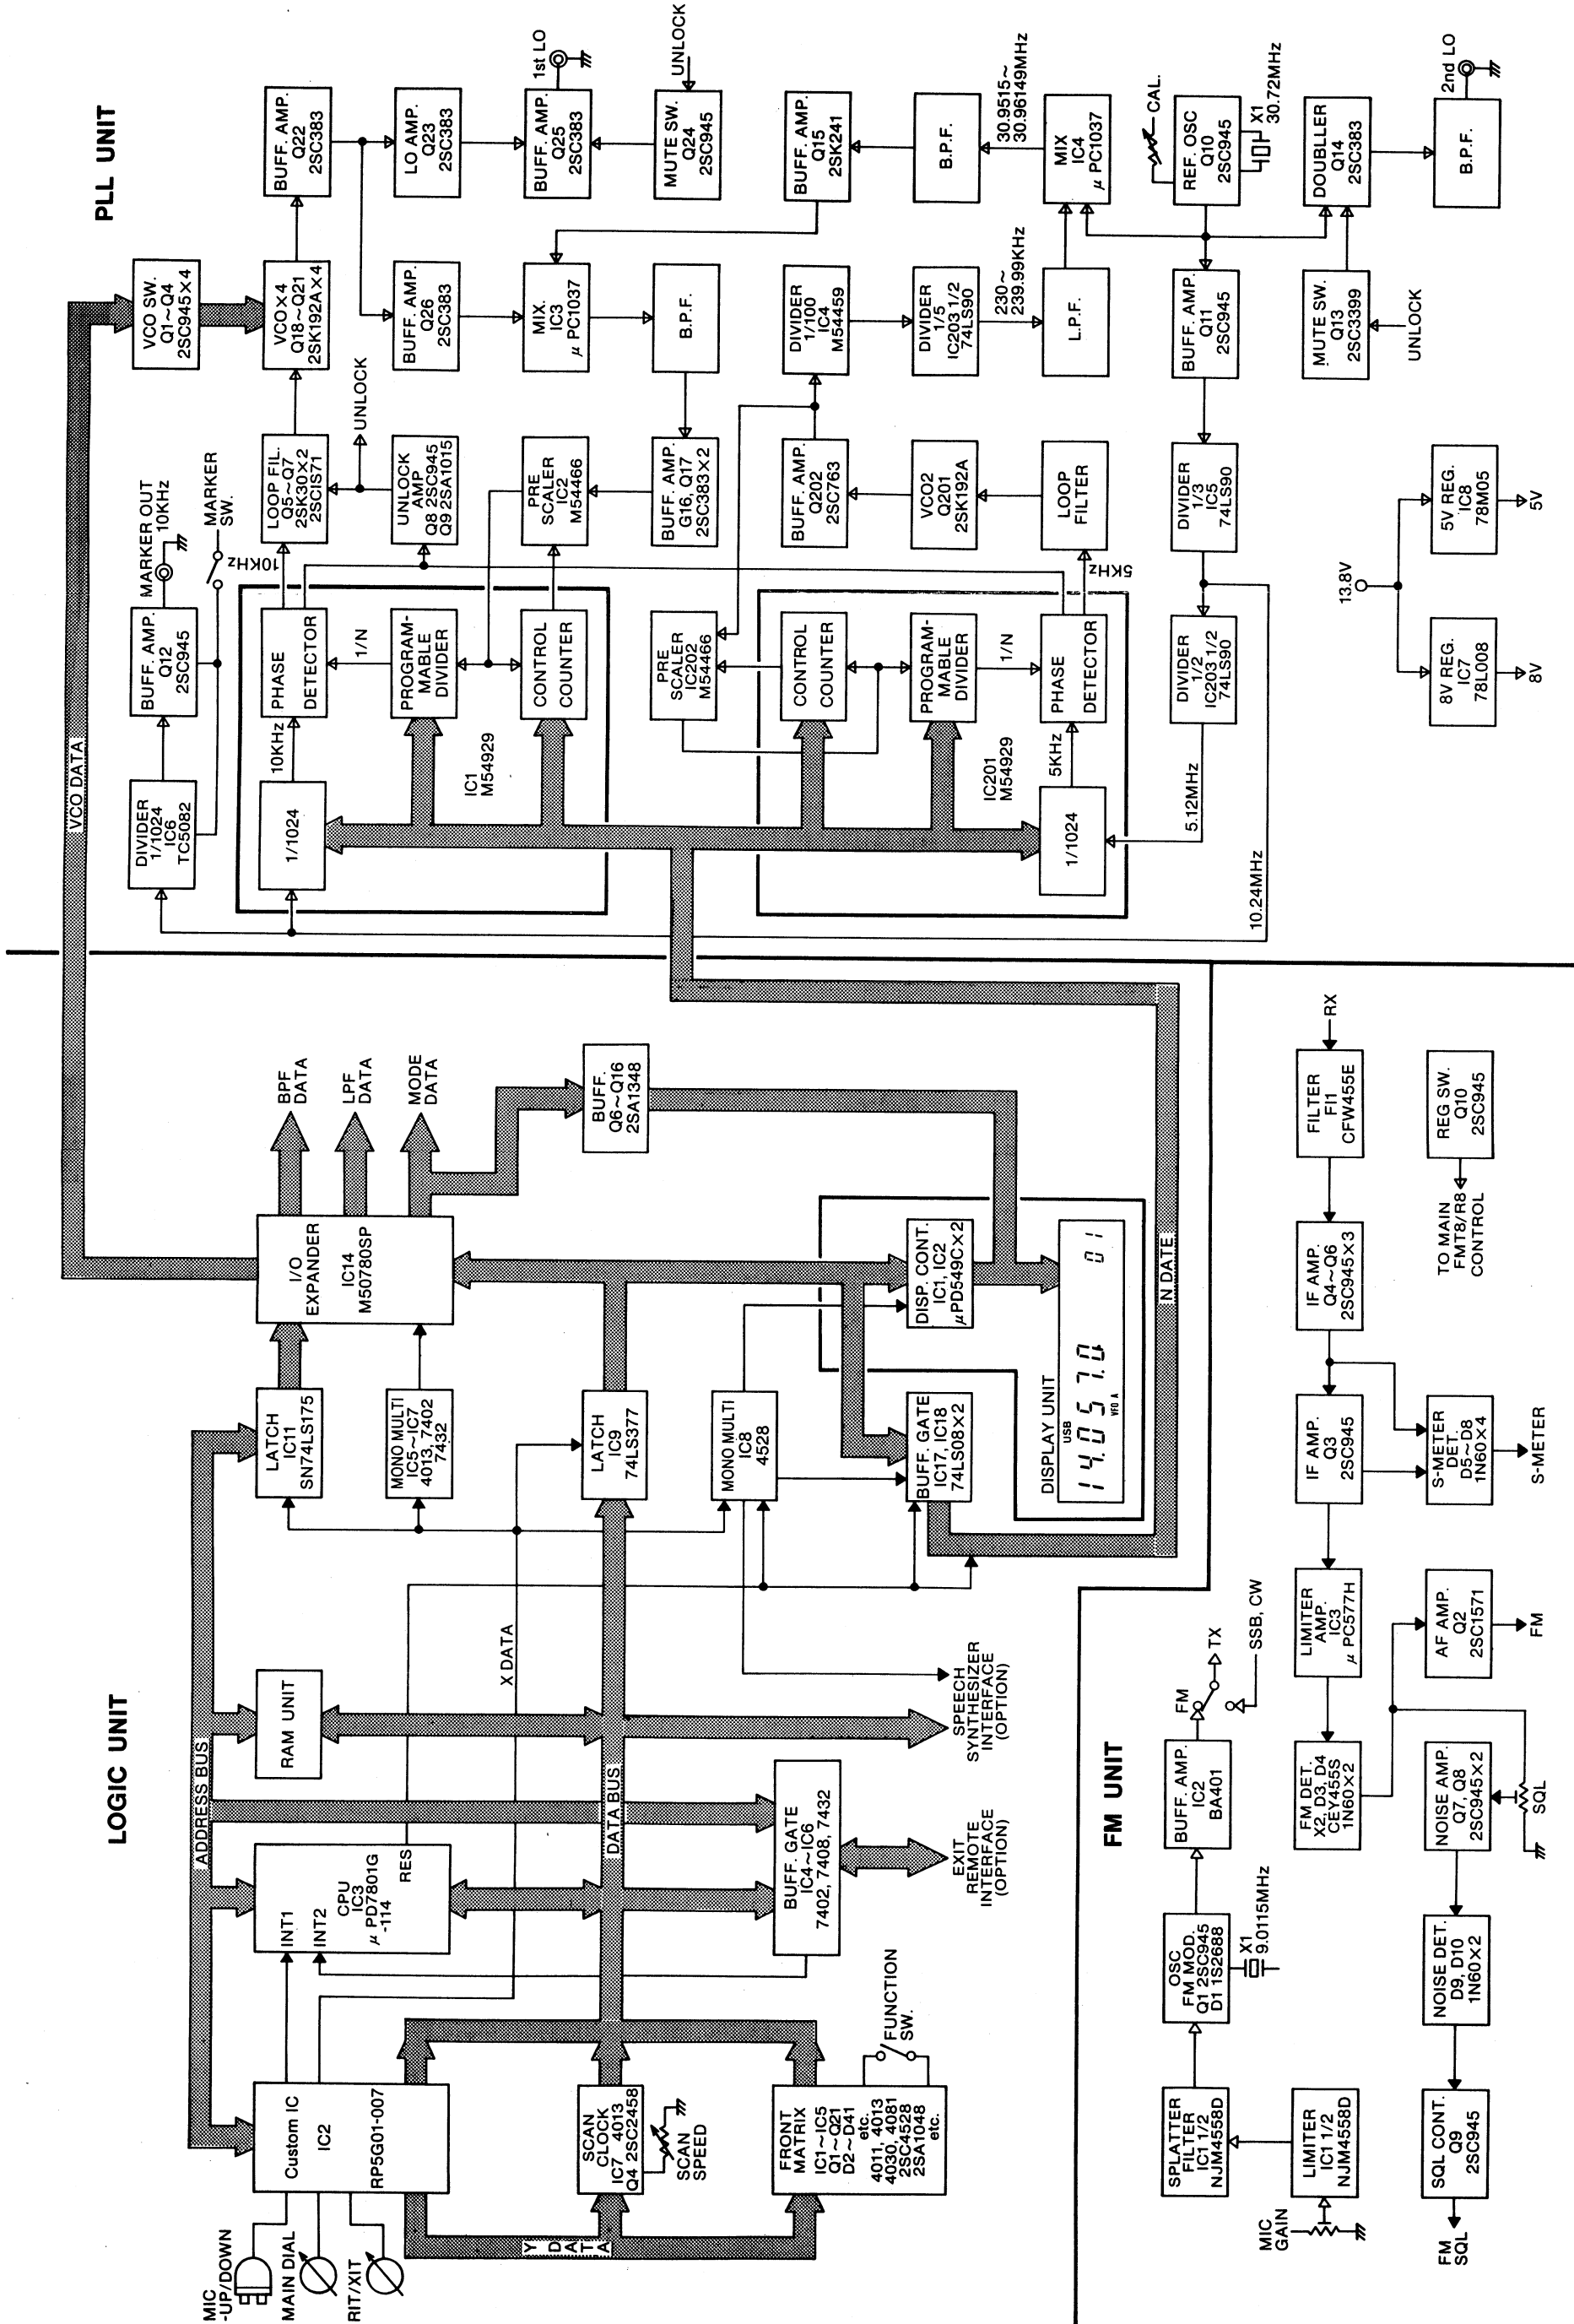 LOGIC UNIT
MIC
-UP/DOWN
MAIN DIAL
RIT/XIT
Custom IC
IC2
RP5G01-007
Y DATA
SCAN
CLOCK
IC7 4013
Q4 2SC2458
SCAN
SPEED
FRONT
MATRIX
IC1~IC5
Q1~Q21
D2~D41
etc.
4011, 4013
4030, 4081
2SC4528
2SA1048
etc.
FUNCTION
SW.
ADDRESS BUS
INT1
INT2
CPU
IC3
μ PD7801G
-114
RES
X DATA
DATA BUS
BUFF. GATE
IC4~IC6
7402, 7408, 7432
EXIT
REMOTE
INTERFACE
(OPTION)
RAM UNIT
SPEECH
SYNTHESIZER
INTERFACE
(OPTION)
LATCH
IC11
SN74LS175
MONO MULTI
IC5~IC7
4013, 7402
7432
LATCH
IC9
74LS377
MONO MULTI
IC8
4528
BUFF. GATE
IC17, IC18
74LS08×2
I/O
EXPANDER
IC14
M50780SP
BPF
DATA
LPF
DATA
MODE
DATA
BUFF.
Q6~Q16
2SA1348
DISP. CONT.
IC1, IC2
μPD549C×2
DISPLAY UNIT
USB
14.057.0
VFO A
01
N DATE
VCO DATA
PLL UNIT
DIVIDER
1/1024
IC6
TC5082
BUFF. AMP.
Q12
2SC945
MARKER OUT
10KHz
MARKER
SW.
1/1024
10KHz
PHASE
DETECTOR
10KHz
1/N
PROGRAM-
MABLE
DIVIDER
CONTROL
COUNTER
IC1
M54929
LOOP FIL.
Q5~Q7
2SK30×2
2SCIS71
UNLOCK
UNLOCK
AMP
Q8 2SC945
Q9 2SA1015
PRE
SCALER
IC2
M54466
BUFF. AMP.
G16, Q17
2SC383×2
VCO SW.
Q1~Q4
2SC945×4
VCO×4
Q18~Q21
2SK192A×4
BUFF. AMP.
Q26
2SC383
MIX.
IC3
μ PC1037
B.P.F.
BUFF. AMP.
Q22
2SC383
LO AMP.
Q23
2SC383
BUFF. AMP.
Q25
2SC383
1st LO
MUTE SW.
Q24
2SC945
UNLOCK
PRE
SCALER
IC202
M54466
CONTROL
COUNTER
PROGRAM-
MABLE
DIVIDER
1/N
PHASE
DETECTOR
5KHz
5KHz
IC201
M54929
1/1024
BUFF. AMP.
Q202
2SC763
VCO2
Q201
2SK192A
LOOP
FILTER
DIVIDER
1/100
IC4
M54459
DIVIDER
1/5
IC203 1/2
74LS90
230~
239.99KHz
L.P.F.
BUFF. AMP.
Q15
2SK241
B.P.F.
30.9515~
30.96149MHz
MIX
IC4
μ PC1037
CAL.
REF. OSC
Q10
2SC945
X1
30.72MHz
BUFF. AMP.
Q11
2SC945
DIVIDER
1/3
IC5
74LS90
DIVIDER
1/2
IC203 1/2
74LS90
5.12MHz
10.24MHz
MUTE SW.
Q13
2SC3399
UNLOCK
DOUBLER
Q14
2SC383
B.P.F.
2nd LO
13.8V
8V REG.
IC7
78L008
8V
5V REG.
IC8
78M05
5V
FM UNIT
MIC
GAIN
LIMITER
IC1 1/2
NJM4558D
SPLATTER
FILTER
IC1 1/2
NJM4558D
OSC
FM MOD.
Q1 2SC945
D1 1S2688
X1
9.0115MHz
BUFF. AMP.
IC2
BA401
FM
TX
SSB, CW
RX
FILTER
FI1
CFW455E
IF AMP.
Q4~Q6
2SC945×3
IF AMP.
Q3
2SC945
LIMITER
AMP.
IC3
μ PC577H
FM DET.
X2, D3, D4
CEY455S
1N60×2
S-METER
DET.
D5~D8
1N60×4
S-METER
AF AMP.
Q2
2SC1571
FM
SQL
NOISE AMP.
Q7, Q8
2SC945×2
NOISE DET.
D9, D10
1N60×2
SQL CONT.
Q9
2SC945
FM
SQL
REG SW.
Q10
2SC945
TO MAIN
FMT8/R8
CONTROL